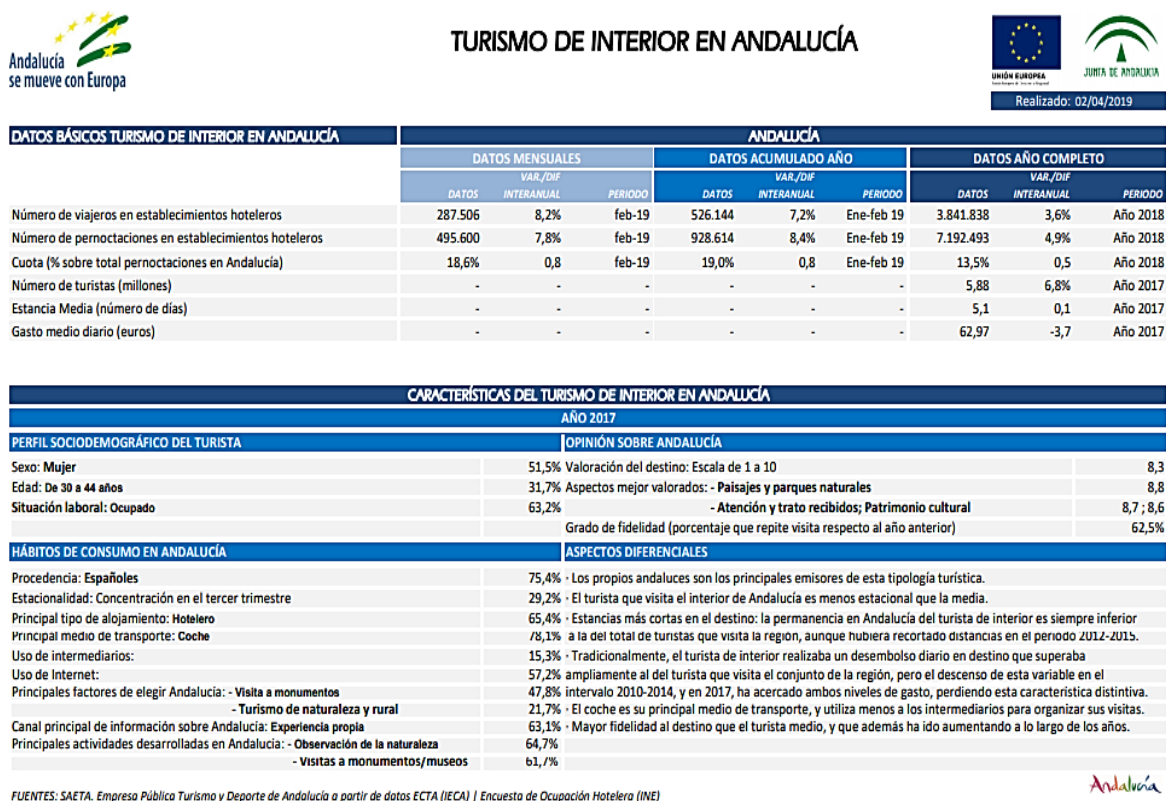 Andalucía
se mueve con Europa
TURISMO DE INTERIOR EN ANDALUCÍA
UNIÓN EUROPEA
JUNTA DE ANDALUCIA
Realizado: 02/04/2019
DATOS BÁSICOS TURISMO DE INTERIOR EN ANDALUCÍA ANDALUCÍA
DATOS MENSUALES DATOS ACUMULADO AÑO DATOS AÑO COMPLETO
VAR./DIF VAR./DIF VAR./DIF
DATOS INTERANUAL PERIODO DATOS INTERANUAL PERIODO DATOS INTERANUAL PERIODO
Número de viajeros en establecimientos hoteleros 287.506 8,2% feb-19 526.144 7,2% Ene-feb 19 3.841.838 3,6% Año 2018
Número de pernoctaciones en establecimientos hoteleros 495.600 7,8% feb-19 928.614 8,4% Ene-feb 19 7.192.493 4,9% Año 2018
Cuota (% sobre total pernoctaciones en Andalucía) 18,6% 0,8 feb-19 19,0% 0,8 Ene-feb 19 13,5% 0,5 Año 2018
Número de turistas (millones) - - - - - - 5,88 6,8% Año 2017
Estancia Media (número de días) - - - - - - 5,1 0,1 Año 2017
Gasto medio diario (euros) - - - - - - 62,97 -3,7 Año 2017
CARACTERÍSTICAS DEL TURISMO DE INTERIOR EN ANDALUCÍA
AÑO 2017
PERFIL SOCIODEMOGRÁFICO DEL TURISTA OPINIÓN SOBRE ANDALUCÍA
Sexo: Mujer 51,5% Valoración del destino: Escala de 1 a 10 8,3
Edad: De 30 a 44 años 31,7% Aspectos mejor valorados: - Paisajes y parques naturales 8,8
Situación laboral: Ocupado 63,2% - Atención y trato recibidos; Patrimonio cultural 8,7 ; 8,6
Grado de fidelidad (porcentaje que repite visita respecto al año anterior) 62,5%
HÁBITOS DE CONSUMO EN ANDALUCÍA ASPECTOS DIFERENCIALES
Procedencia: Españoles 75,4% · Los propios andaluces son los principales emisores de esta tipología turística.
Estacionalidad: Concentración en el tercer trimestre 29,2% · El turista que visita el interior de Andalucía es menos estacional que la media.
Principal tipo de alojamiento: Hotelero 65,4% · Estancias más cortas en el destino: la permanencia en Andalucía del turista de interior es siempre inferior
Principal medio de transporte: Coche 78,1% a la del total de turistas que visita la región, aunque hubiera recortado distancias en el periodo 2012-2015.
Uso de intermediarios: 15,3% · Tradicionalmente, el turista de interior realizaba un desembolso diario en destino que superaba
Uso de Internet: 57,2% ampliamente al del turista que visita el conjunto de la región, pero el descenso de esta variable en el
Principales factores de elegir Andalucía: - Visita a monumentos 47,8% intervalo 2010-2014, y en 2017, ha acercado ambos niveles de gasto, perdiendo esta característica distintiva.
- Turismo de naturaleza y rural 21,7% · El coche es su principal medio de transporte, y utiliza menos a los intermediarios para organizar sus visitas.
Canal principal de información sobre Andalucía: Experiencia propia 63,1% · Mayor fidelidad al destino que el turista medio, y que además ha ido aumentando a lo largo de los años.
Principales actividades desarrolladas en Andalucía: - Observación de la naturaleza 64,7%
- Visitas a monumentos/museos 61,7%
Andalucía
FUENTES: SAETA. Empresa Pública Turismo y Deporte de Andalucía a partir de datos ECTA (IECA) | Encuesta de Ocupación Hotelera (INE)